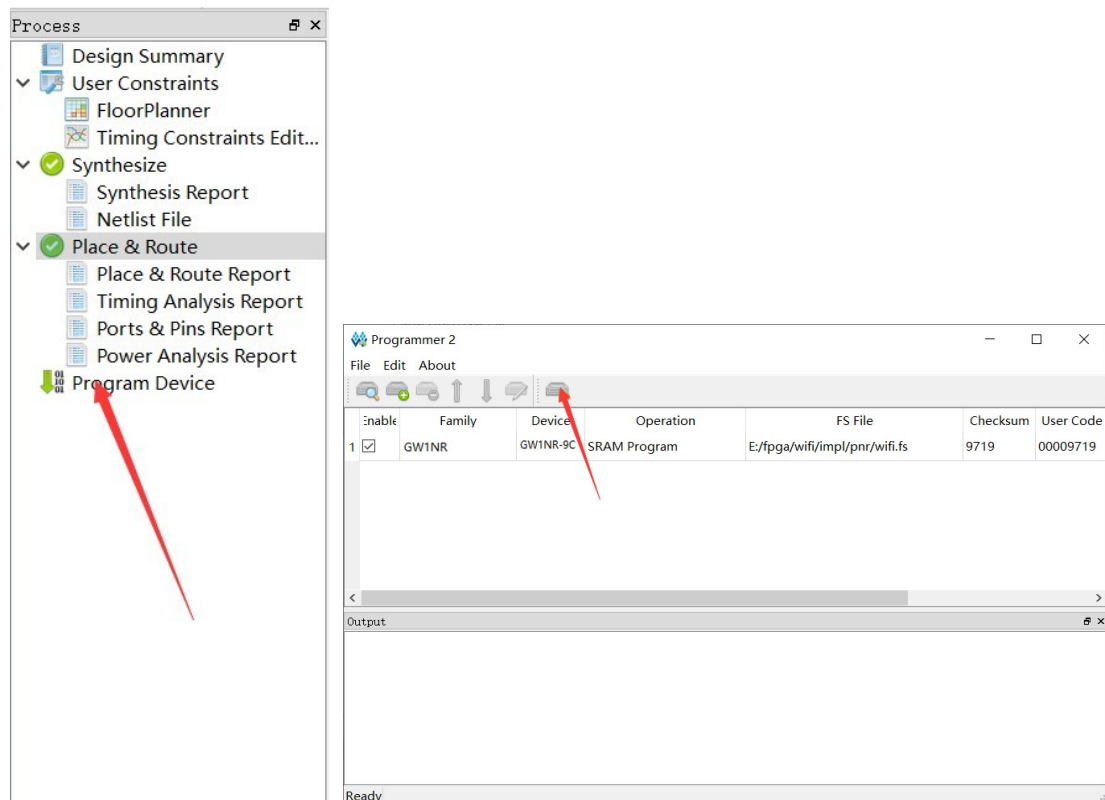 Process
Design Summary
User Constraints
FloorPlanner
Timing Constraints Edit...
Synthesize
Synthesis Report
Netlist File
Place & Route
Place & Route Report
Timing Analysis Report
Ports & Pins Report
Power Analysis Report
Program Device
Programmer 2
File Edit About
Enable Family Device Operation FS File Checksum User Code
1 GW1NR GW1NR-9C SRAM Program E:/fpga/wifi/impl/pnr/wifi.fs 9719 00009719
Output
Ready